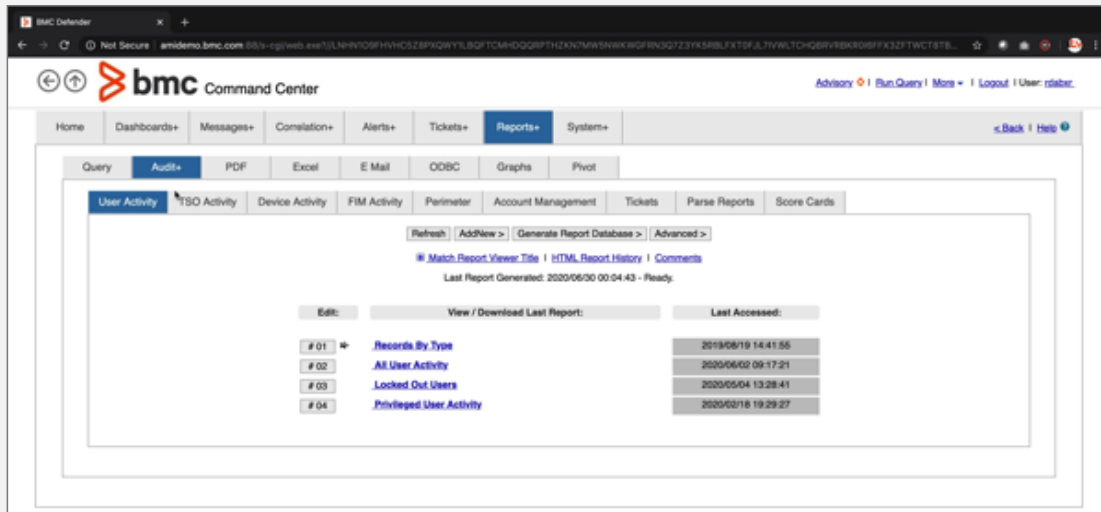 BMC Defender
Not Secure amidemo.bmc.com
bmc Command Center
Advisory | Run Query | More | Logout | User: rdabxr
Home Dashboards+ Messages+ Correlation+ Alerts+ Tickets+ Reports+ System+
< Back | Help
Query Audit+ PDF Excel E Mail ODBC Graphs Pivot
User Activity TSO Activity Device Activity FIM Activity Perimeter Account Management Tickets Parse Reports Score Cards
Refresh AddNew > Generate Report Database > Advanced >
Match Report Viewer Title | HTML Report History | Comments
Last Report Generated: 2020/06/30 00:04:43 - Ready.
Edit: View / Download Last Report: Last Accessed:
# 01 Records By Type 2019/08/19 14:41:55
# 02 All User Activity 2020/06/02 09:17:21
# 03 Locked Out Users 2020/05/04 13:28:41
# 04 Privileged User Activity 2020/02/18 19:29:27